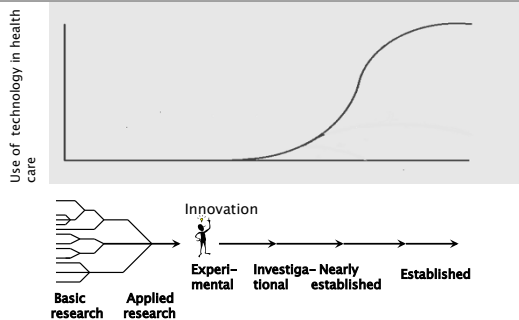 Use of technology in health
care
Innovation
Experi-
mental
Investiga-
tional
Nearly
established
Established
Basic
research
Applied
research